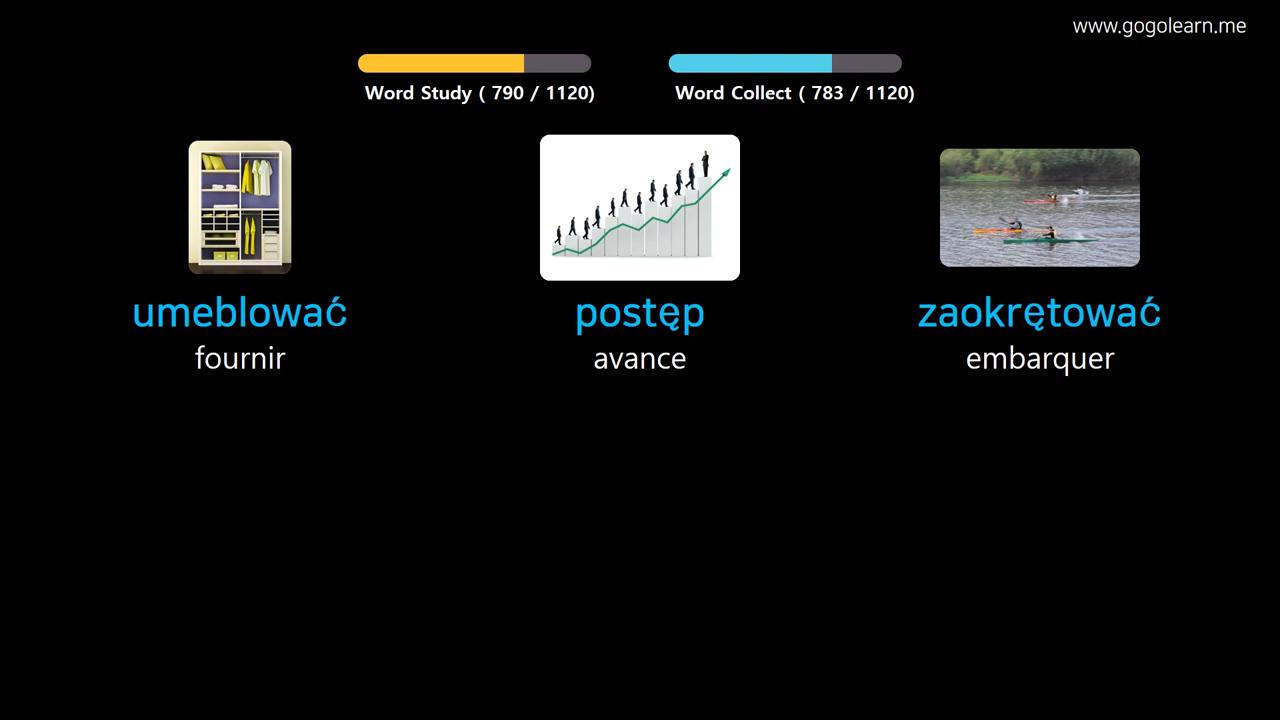 www.gogolearn.me
Word Study ( 790 / 1120)
Word Collect ( 783 / 1120)
umeblować
fournir
postęp
avance
zaokrętować
embarquer